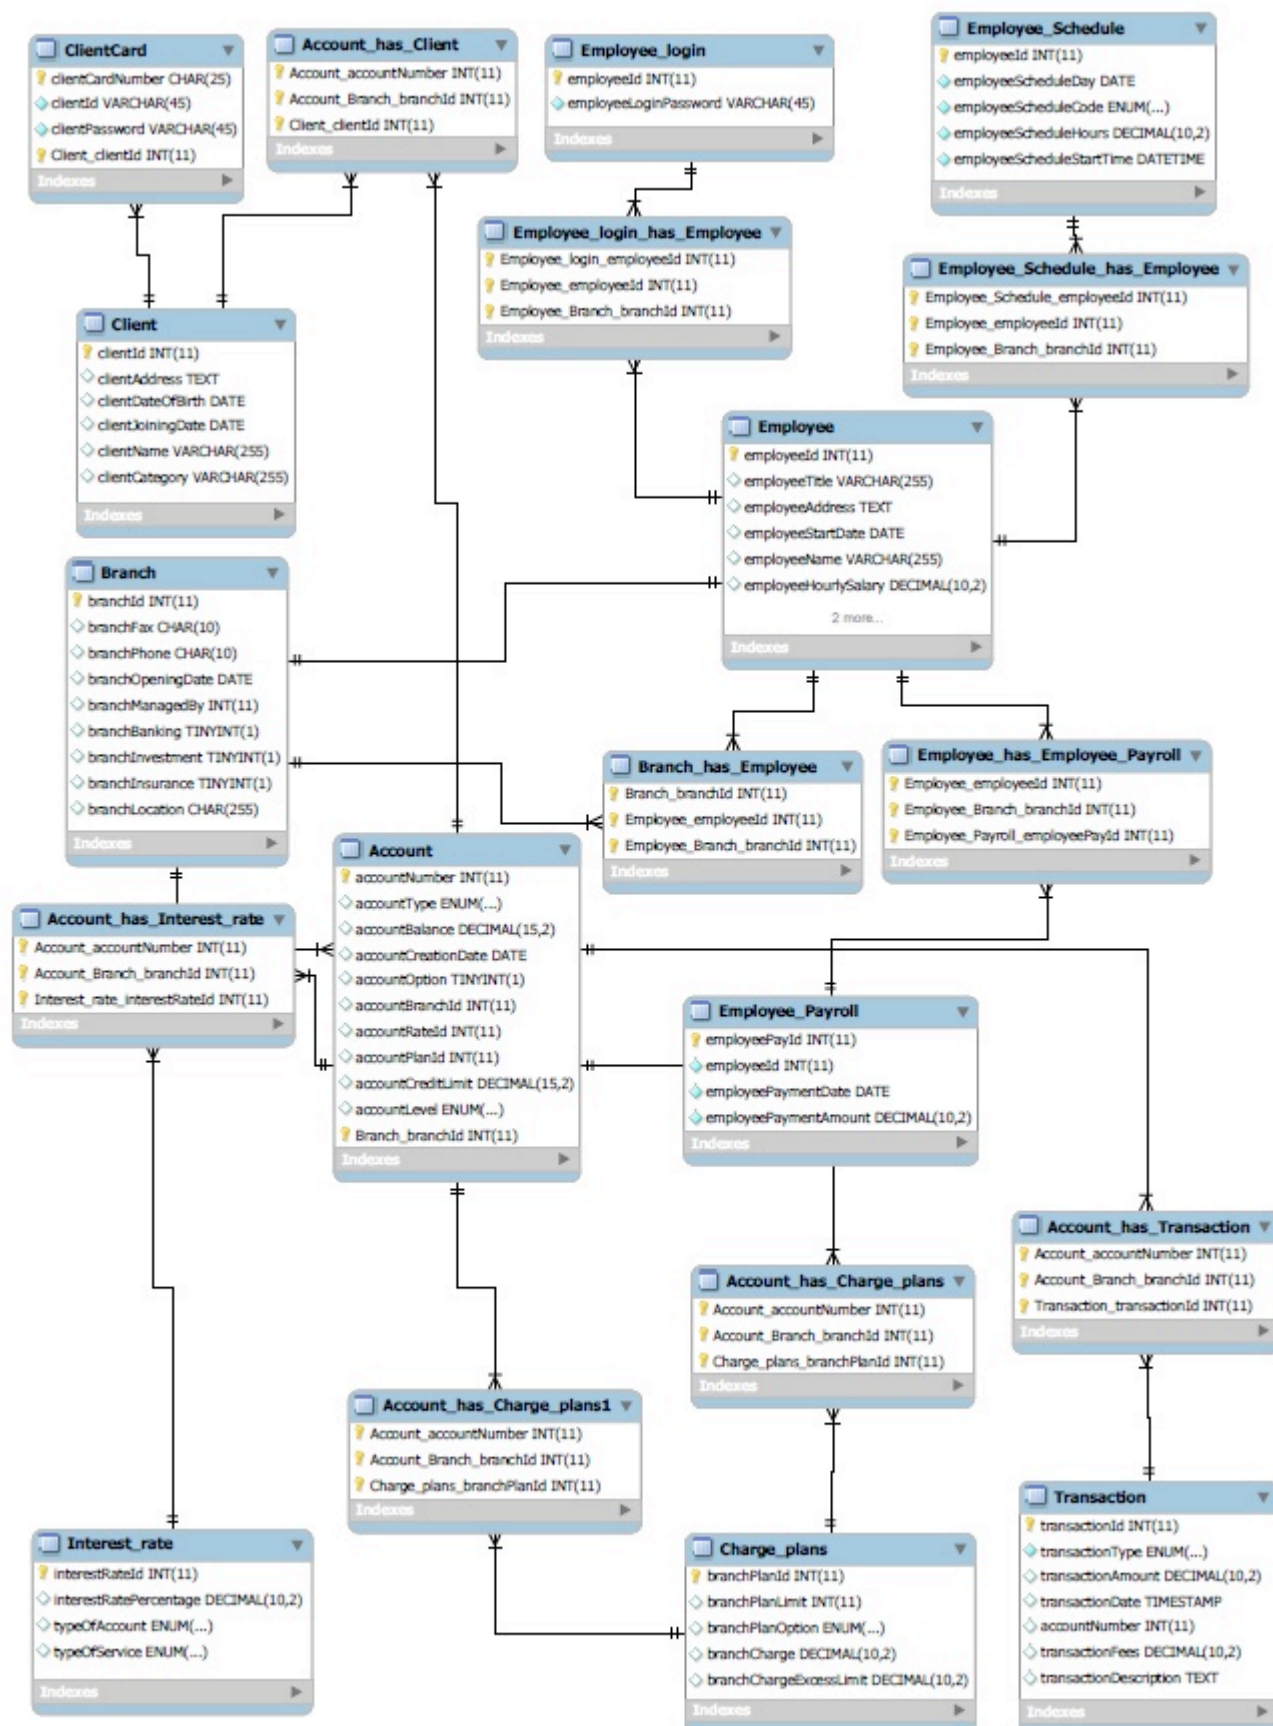 ClientCard
clientCardNumber CHAR(25)
clientId VARCHAR(45)
clientPassword VARCHAR(45)
Client_clientId INT(11)
Indexes
Account_has_Client
Account_accountNumber INT(11)
Account_Branch_branchId INT(11)
Client_clientId INT(11)
Indexes
Employee_login
employeeId INT(11)
employeeLoginPassword VARCHAR(45)
Indexes
Employee_Schedule
employeeId INT(11)
employeeScheduleDay DATE
employeeScheduleCode ENUM(...)
employeeScheduleHours DECIMAL(10,2)
employeeScheduleStartTime DATETIME
Indexes
Employee_login_has_Employee
Employee_login_employeeId INT(11)
Employee_employeeId INT(11)
Employee_Branch_branchId INT(11)
Indexes
Employee_Schedule_has_Employee
Employee_Schedule_employeeId INT(11)
Employee_employeeId INT(11)
Employee_Branch_branchId INT(11)
Indexes
Client
clientId INT(11)
clientAddress TEXT
clientDateOfBirth DATE
clientJoiningDate DATE
clientName VARCHAR(255)
clientCategory VARCHAR(255)
Indexes
Employee
employeeId INT(11)
employeeTitle VARCHAR(255)
employeeAddress TEXT
employeeStartDate DATE
employeeName VARCHAR(255)
employeeHourlySalary DECIMAL(10,2)
2 more...
Indexes
Branch
branchId INT(11)
branchFax CHAR(10)
branchPhone CHAR(10)
branchOpeningDate DATE
branchManagedBy INT(11)
branchBanking TINYINT(1)
branchInvestment TINYINT(1)
branchInsurance TINYINT(1)
branchLocation CHAR(255)
Indexes
Branch_has_Employee
Branch_branchId INT(11)
Employee_employeeId INT(11)
Employee_Branch_branchId INT(11)
Indexes
Employee_has_Employee_Payroll
Employee_employeeId INT(11)
Employee_Branch_branchId INT(11)
Employee_Payroll_employeePayId INT(11)
Indexes
Account
accountNumber INT(11)
accountType ENUM(...)
accountBalance DECIMAL(15,2)
accountCreationDate DATE
accountOption TINYINT(1)
accountBranchId INT(11)
accountRateId INT(11)
accountPlanId INT(11)
accountCreditLimit DECIMAL(15,2)
accountLevel ENUM(...)
Branch_branchId INT(11)
Indexes
Account_has_Interest_rate
Account_accountNumber INT(11)
Account_Branch_branchId INT(11)
Interest_rate_interestRateId INT(11)
Indexes
Employee_Payroll
employeePayId INT(11)
employeeId INT(11)
employeePaymentDate DATE
employeePaymentAmount DECIMAL(10,2)
Indexes
Account_has_Transaction
Account_accountNumber INT(11)
Account_Branch_branchId INT(11)
Transaction_transactionId INT(11)
Indexes
Account_has_Charge_plans
Account_accountNumber INT(11)
Account_Branch_branchId INT(11)
Charge_plans_branchPlanId INT(11)
Indexes
Account_has_Charge_plans1
Account_accountNumber INT(11)
Account_Branch_branchId INT(11)
Charge_plans_branchPlanId INT(11)
Indexes
Interest_rate
interestRateId INT(11)
interestRatePercentage DECIMAL(10,2)
typeOfAccount ENUM(...)
typeOfService ENUM(...)
Indexes
Charge_plans
branchPlanId INT(11)
branchPlanLimit INT(11)
branchPlanOption ENUM(...)
branchCharge DECIMAL(10,2)
branchChargeExcessLimit DECIMAL(10,2)
Indexes
Transaction
transactionId INT(11)
transactionType ENUM(...)
transactionAmount DECIMAL(10,2)
transactionDate TIMESTAMP
accountNumber INT(11)
transactionFees DECIMAL(10,2)
transactionDescription TEXT
Indexes